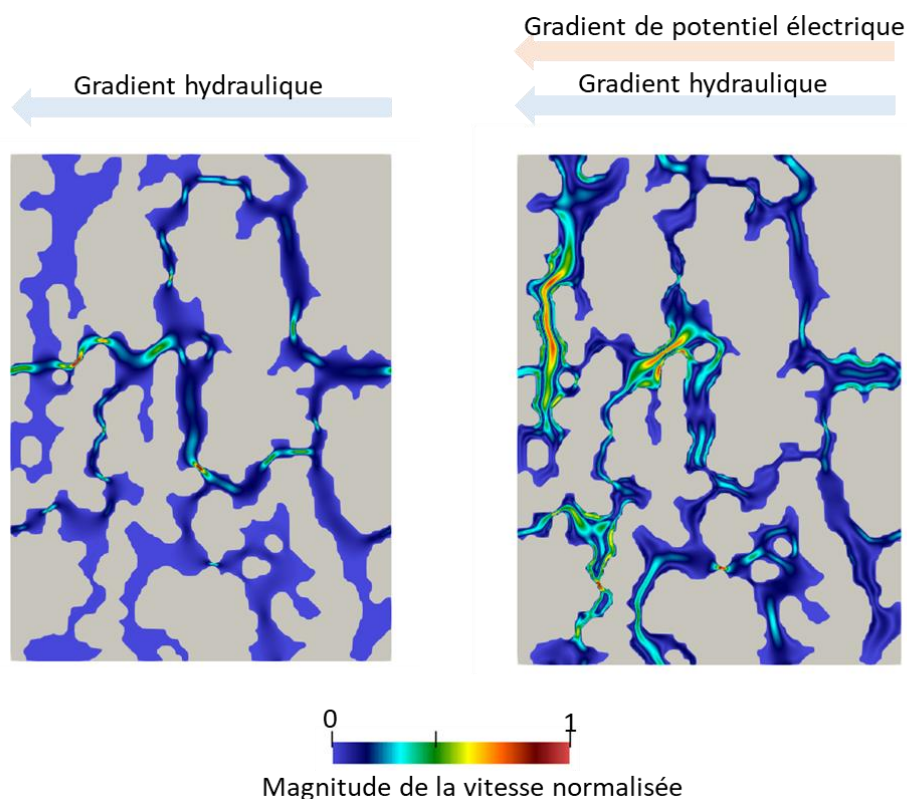 Gradient de potentiel électrique
Gradient hydraulique
Gradient hydraulique
0
1
Magnitude de la vitesse normalisée